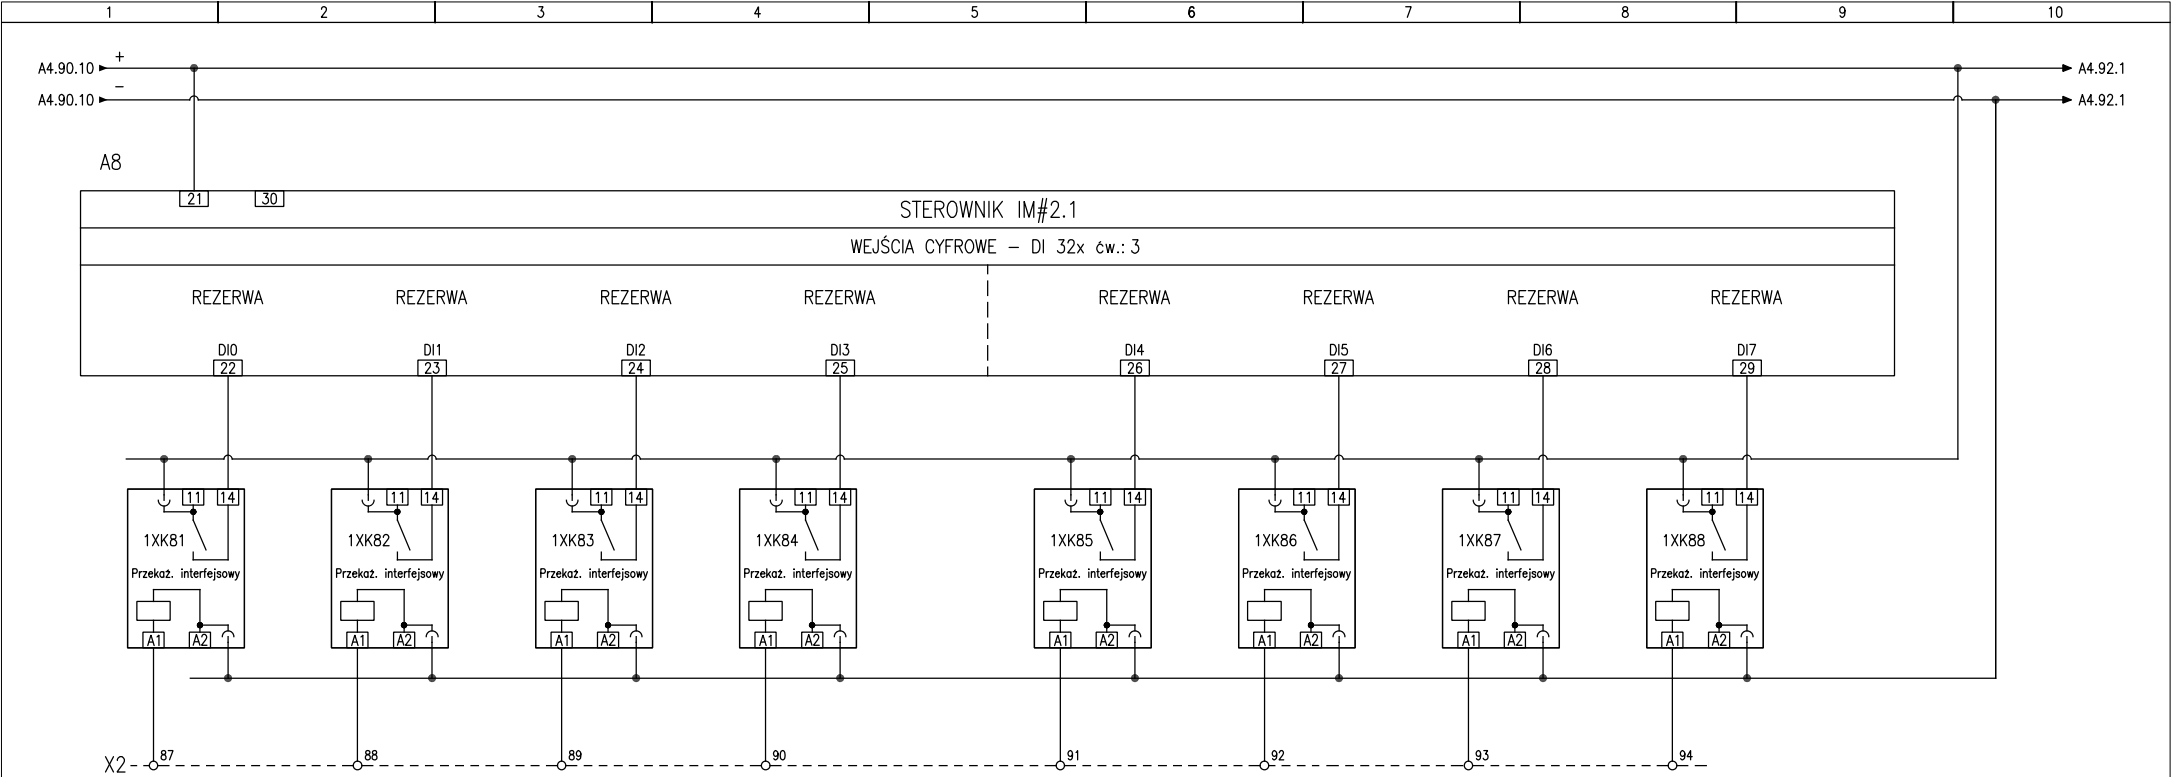 1 2 3 4 5 6 7 8 9 10
+
A4.90.10 A4.92.1
−
A4.90.10 A4.92.1
A8
21 30
STEROWNIK IM#2.1
WEJŚCIA CYFROWE − DI 32x ćw.: 3
REZERWA REZERWA REZERWA REZERWA REZERWA REZERWA REZERWA REZERWA
DI0 DI1 DI2 DI3 DI4 DI5 DI6 DI7
22 23 24 25 26 27 28 29
11 14 11 14 11 14 11 14 11 14 11 14 11 14 11 14
1XK81 1XK82 1XK83 1XK84 1XK85 1XK86 1XK87 1XK88
Przekaź. interfejsowy Przekaź. interfejsowy Przekaź. interfejsowy Przekaź. interfejsowy Przekaź. interfejsowy Przekaź. interfejsowy Przekaź. interfejsowy Przekaź. interfejsowy
A1 A2 A1 A2 A1 A2 A1 A2 A1 A2 A1 A2 A1 A2 A1 A2
87 88 89 90 91 92 93 94
X2